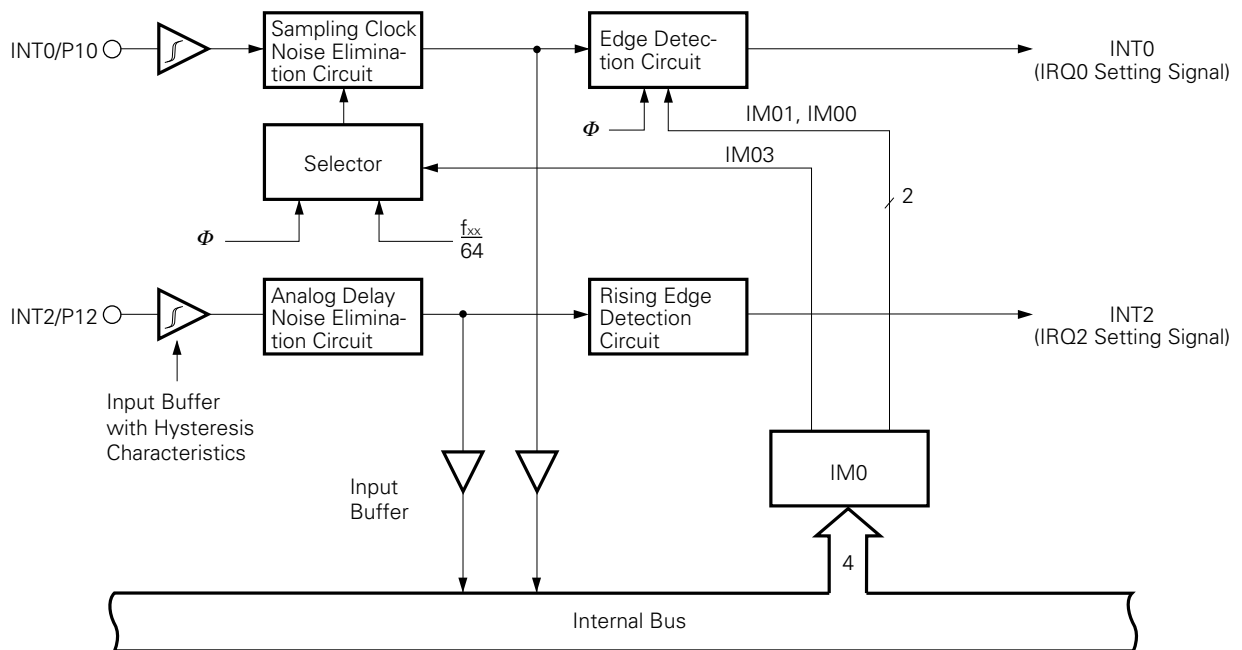 INT0/P10
Sampling Clock
Noise Elimina-
tion Circuit
Edge Detec-
tion Circuit
INT0
(IRQ0 Setting Signal)
Φ
IM01, IM00
Selector
IM03
2
Φ
fxx
64
INT2/P12
Analog Delay
Noise Elimina-
tion Circuit
Rising Edge
Detection
Circuit
INT2
(IRQ2 Setting Signal)
Input Buffer
with Hysteresis
Characteristics
Input
Buffer
IM0
4
Internal Bus